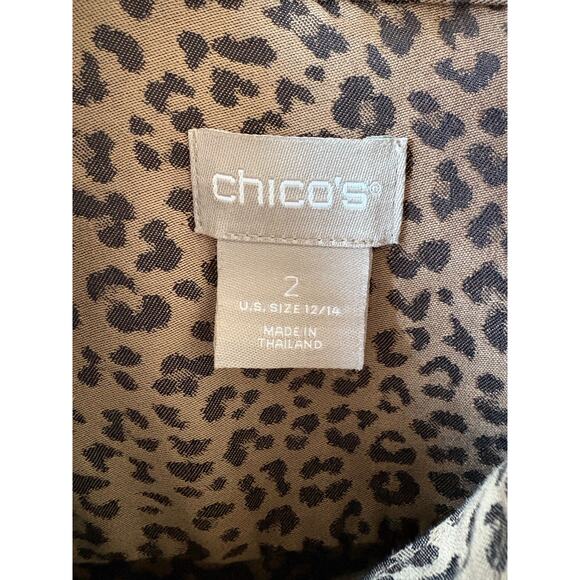 chico's®
2
U.S. SIZE 12/14
MADE IN
THAILAND